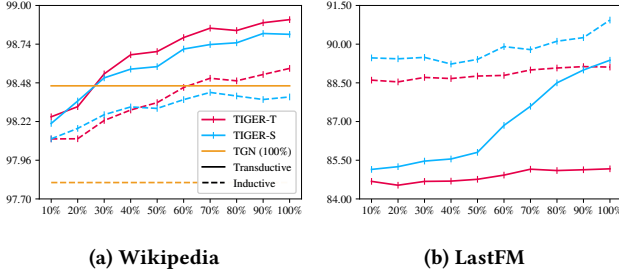 99.00
98.74
98.48
98.22
97.96
97.70
10% 20% 30% 40% 50% 60% 70% 80% 90% 100%
TIGER-T
TIGER-S
TGN (100%)
Transductive
Inductive
(a) Wikipedia
91.50
90.00
88.50
87.00
85.50
84.00
10% 20% 30% 40% 50% 60% 70% 80% 90% 100%
(b) LastFM